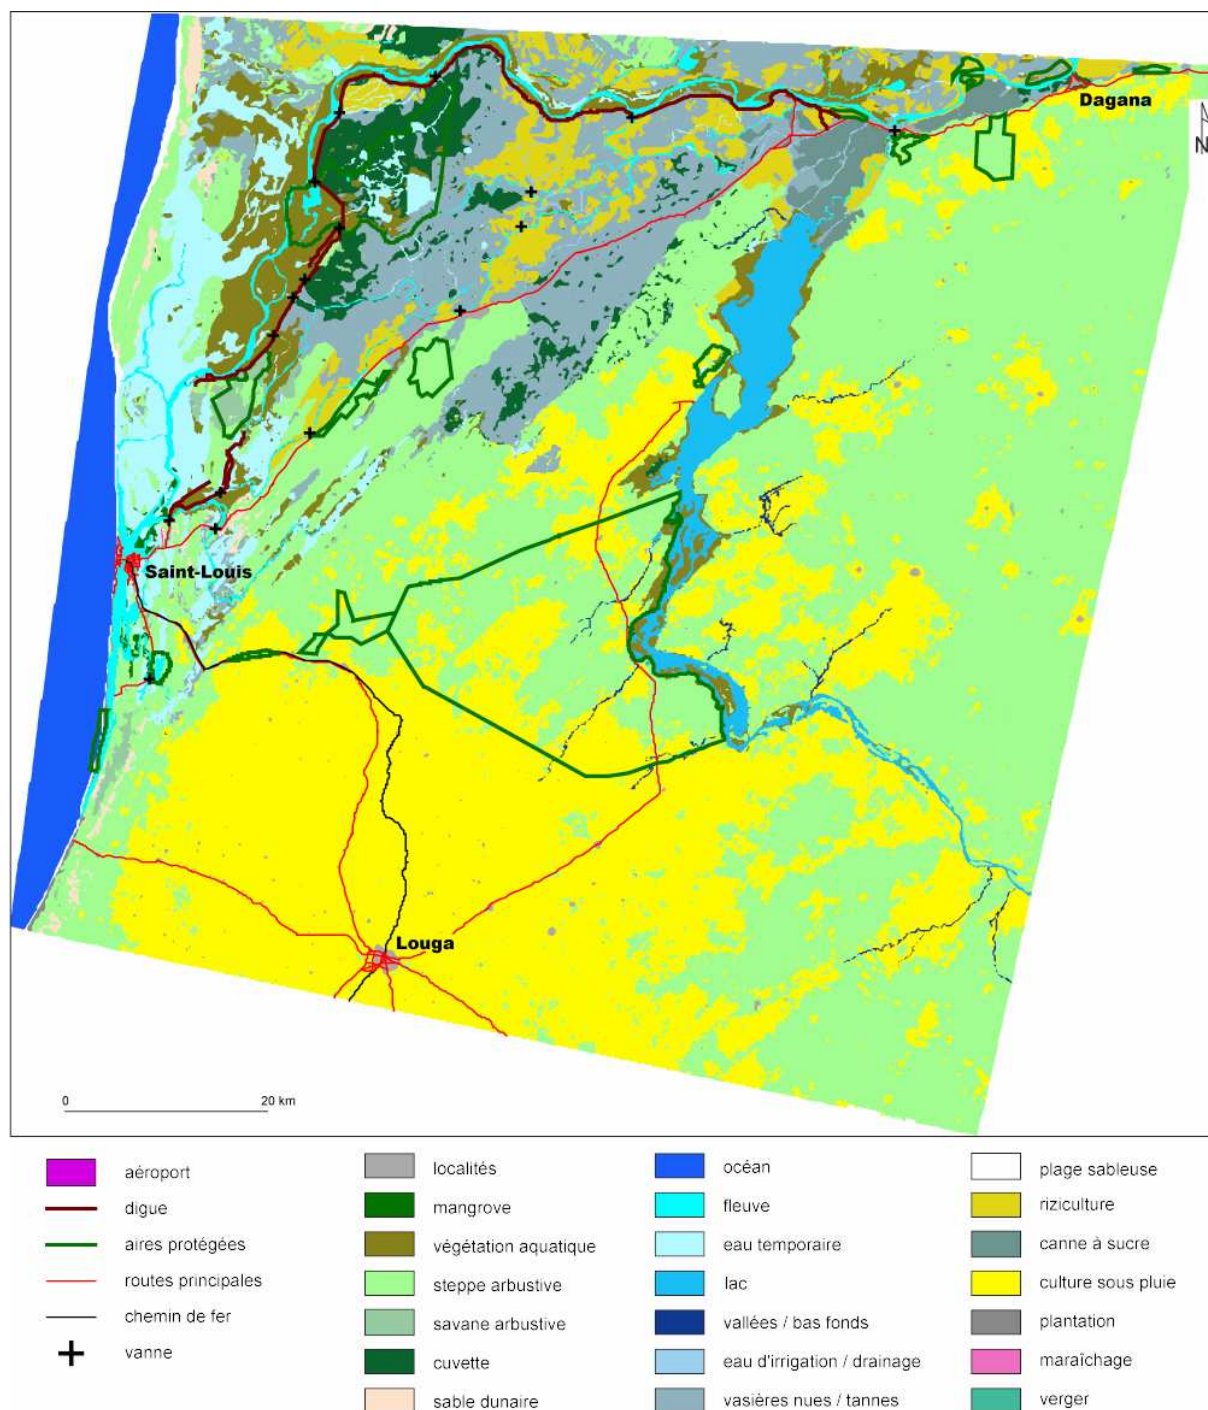 Dagana
N
Saint-Louis
Louga
0 20 km
aéroport
digue
aires protégées
routes principales
chemin de fer
vanne
localités
mangrove
végétation aquatique
steppe arbustive
savane arbustive
cuvette
sable dunaire
océan
fleuve
eau temporaire
lac
vallées / bas fonds
eau d'irrigation / drainage
vasières nues / tannes
plage sableuse
riziculture
canne à sucre
culture sous pluie
plantation
maraîchage
verger